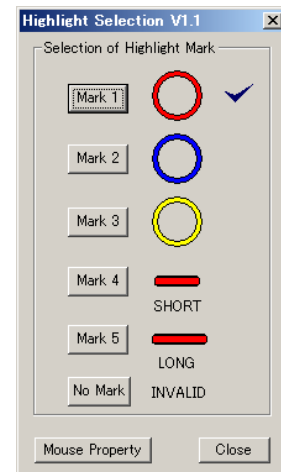 Highlight Selection V1.1
Selection of Highlight Mark
Mark 1
Mark 2
Mark 3
Mark 4
SHORT
Mark 5
LONG
No Mark INVALID
Mouse Property Close